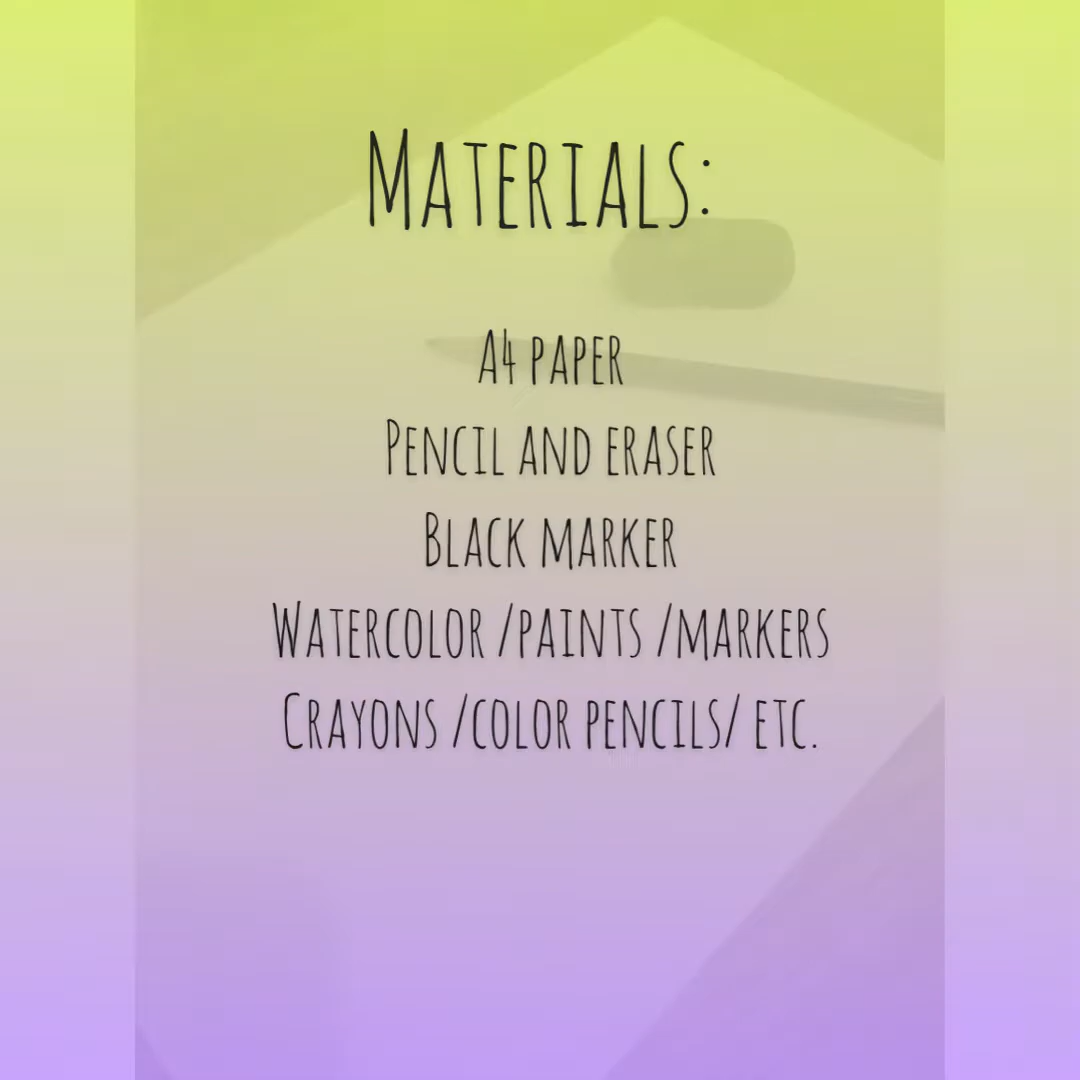 Materials:
A4 paper
Pencil and eraser
Black marker
Watercolor /paints /markers
Crayons /color pencils/ etc.